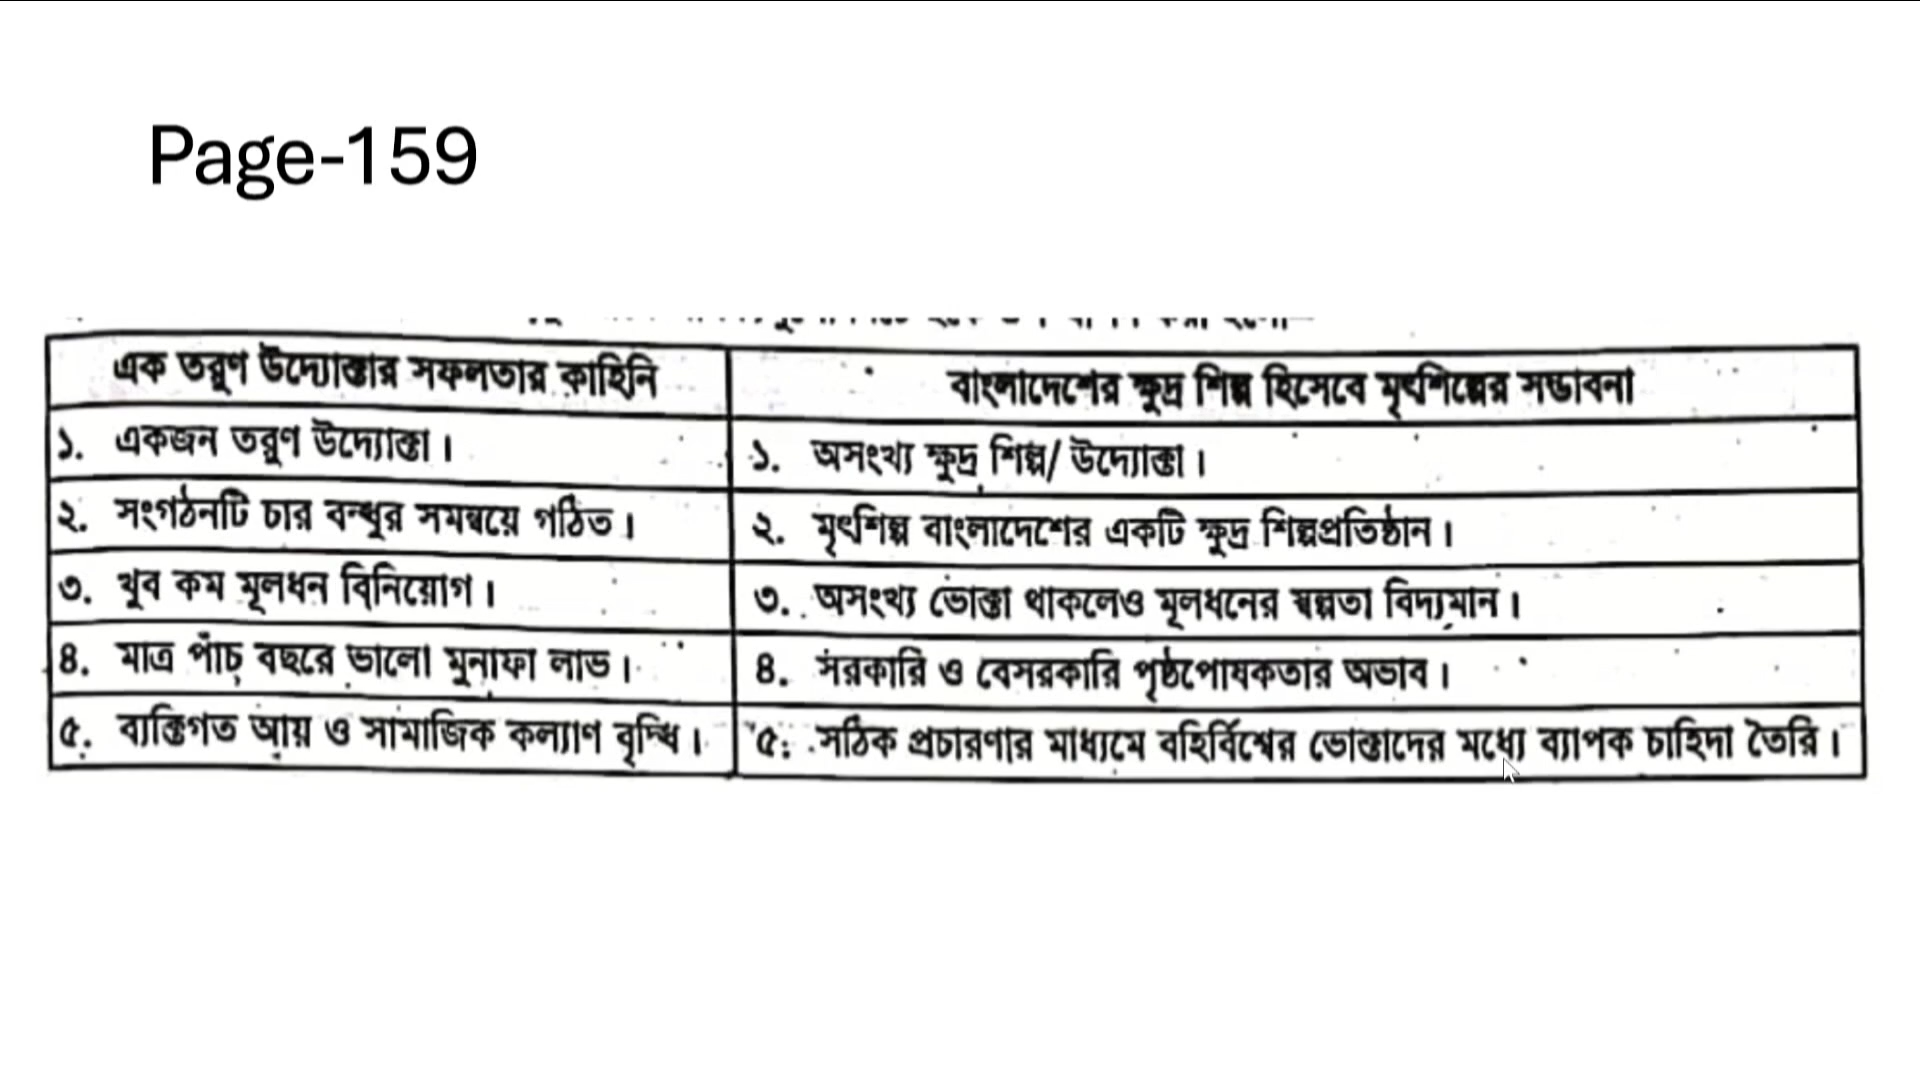 Page-159
এক তরুণ উদ্যোক্তার সফলতার কাহিনি
বাংলাদেশের ক্ষুদ্র শিল্প হিসেবে মৃৎশিল্পের সম্ভাবনা
১. একজন তরুণ উদ্যোক্তা।
১. অসংখ্য ক্ষুদ্র শিল্প/ উদ্যোক্তা।
২. সংগঠনটি চার বন্ধুর সমন্বয়ে গঠিত।
২. মৃৎশিল্প বাংলাদেশের একটি ক্ষুদ্র শিল্পপ্রতিষ্ঠান।
৩. খুব কম মূলধন বিনিয়োগ।
৩. অসংখ্য ভোক্তা থাকলেও মূলধনের স্বল্পতা বিদ্যমান।
৪. মাত্র পাঁচ বছরে ভালো মুনাফা লাভ।
৪. সরকারি ও বেসরকারি পৃষ্ঠপোষকতার অভাব।
৫. ব্যক্তিগত আয় ও সামাজিক কল্যাণ বৃদ্ধি।
৫. সঠিক প্রচারণার মাধ্যমে বহির্বিশ্বের ভোক্তাদের মধ্যে ব্যাপক চাহিদা তৈরি।